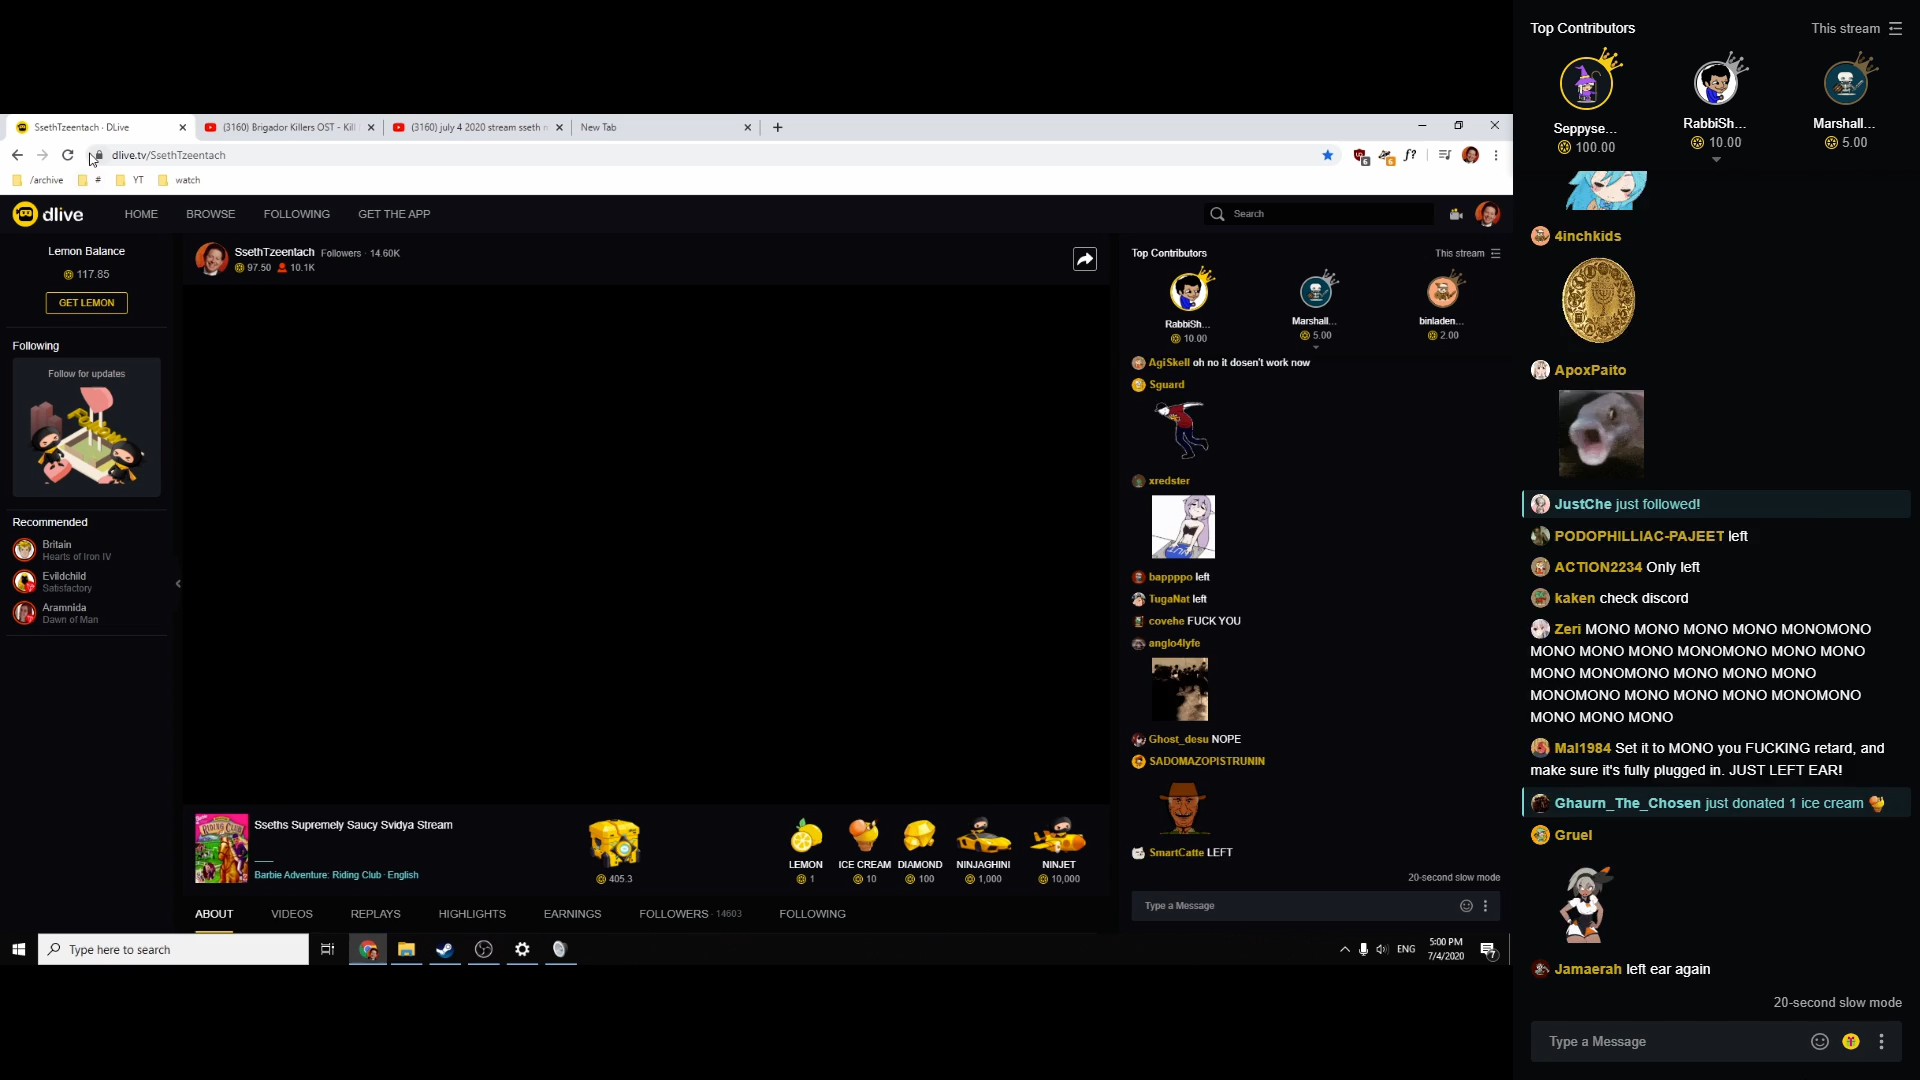 SsethTzeentach - DLive
(3160) Brigador Killers OST - Kill
(3160) july 4 2020 stream sseth
New Tab
dlive.tv/SsethTzeentach
/archive
#
YT
watch
dlive
HOME
BROWSE
FOLLOWING
GET THE APP
Search
Lemon Balance
117.85
GET LEMON
Following
Follow for updates
Recommended
Britain
Hearts of Iron IV
Evildchild
Satisfactory
Aramnida
Dawn of Man
SsethTzeentach Followers · 14.60K
97.50 10.1K
Sseths Supremely Saucy Svidya Stream
Barbie Adventure: Riding Club · English
405.3
LEMON
1
ICE CREAM
10
DIAMOND
100
NINJAGHINI
1,000
NINJET
10,000
ABOUT
VIDEOS
REPLAYS
HIGHLIGHTS
EARNINGS
FOLLOWERS · 14603
FOLLOWING
Top Contributors
This stream
RabbiSh...
10.00
Marshall...
5.00
binladen...
2.00
AgiSkell oh no it dosen't work now
Sguard
xredster
bappppo left
TugaNat left
covehe FUCK YOU
anglo4lyfe
Ghost_desu NOPE
SADOMAZOPISTRUNIN
SmartCatte LEFT
20-second slow mode
Type a Message
Type here to search
ENG
5:00 PM
7/4/2020
7
Top Contributors
This stream
Seppyse...
100.00
RabbiSh...
10.00
Marshall...
5.00
4inchkids
ApoxPaito
JustChe just followed!
PODOPHILLIAC-PAJEET left
ACTION2234 Only left
kaken check discord
Zeri MONO MONO MONO MONO MONOMONO
MONO MONO MONO MONOMONO MONO MONO
MONO MONOMONO MONO MONO MONO
MONOMONO MONO MONO MONO MONOMONO
MONO MONO MONO
Mal1984 Set it to MONO you FUCKING retard, and
make sure it's fully plugged in. JUST LEFT EAR!
Ghaurn_The_Chosen just donated 1 ice cream
Gruel
Jamaerah left ear again
20-second slow mode
Type a Message